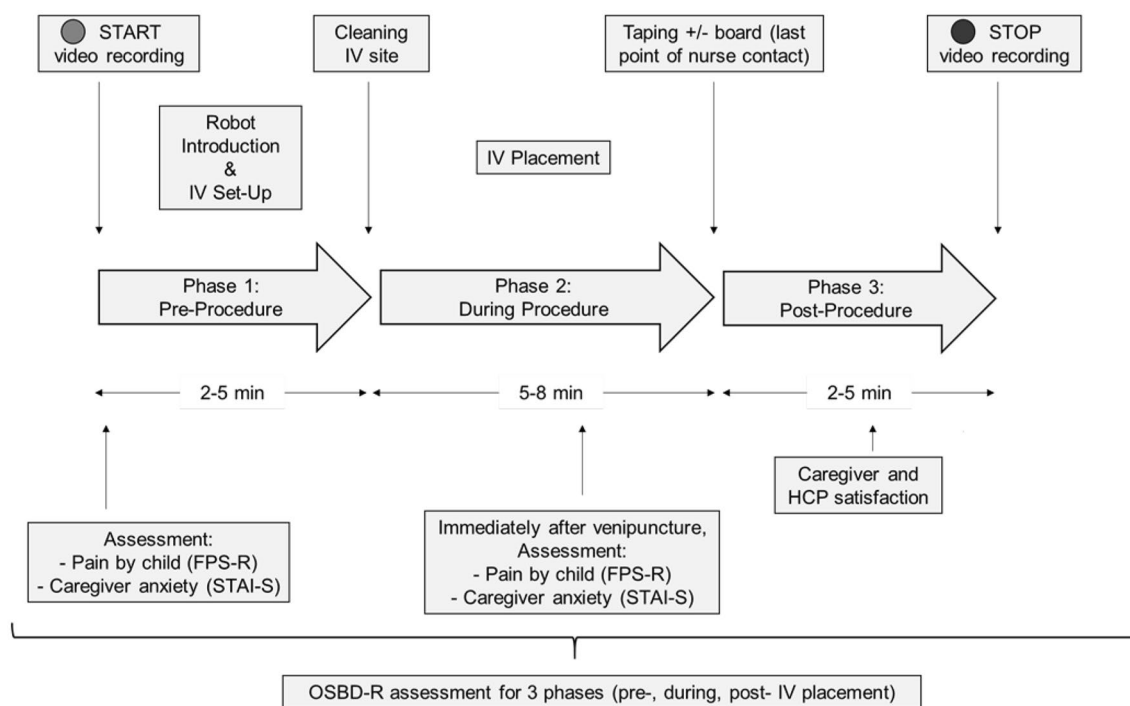 START
video recording
Cleaning
IV site
Taping +/- board (last
point of nurse contact)
STOP
video recording
Robot
Introduction
&
IV Set-Up
IV Placement
Phase 1:
Pre-Procedure
Phase 2:
During Procedure
Phase 3:
Post-Procedure
2-5 min
5-8 min
2-5 min
Assessment:
- Pain by child (FPS-R)
- Caregiver anxiety (STAI-S)
Immediately after venipuncture,
Assessment:
- Pain by child (FPS-R)
- Caregiver anxiety (STAI-S)
Caregiver and
HCP satisfaction
OSBD-R assessment for 3 phases (pre-, during, post- IV placement)